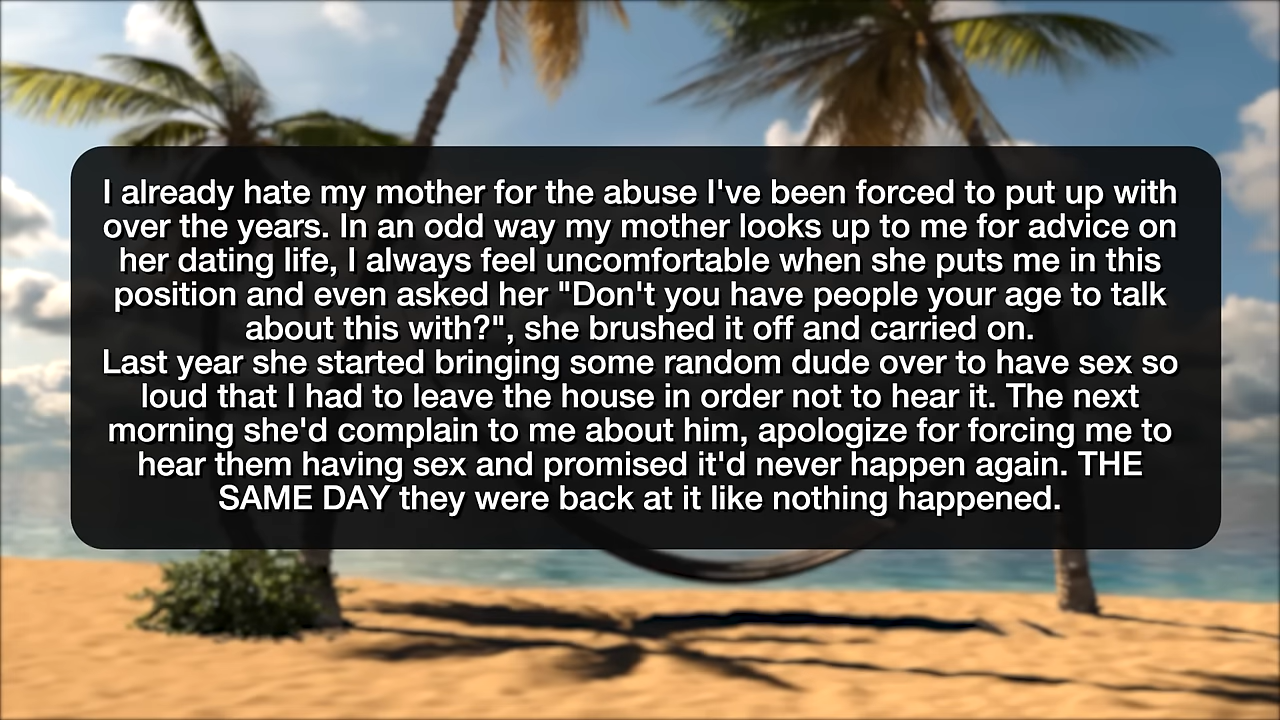 I already hate my mother for the abuse I've been forced to put up with
over the years. In an odd way my mother looks up to me for advice on
her dating life, I always feel uncomfortable when she puts me in this
position and even asked her "Don't you have people your age to talk
about this with?", she brushed it off and carried on.
Last year she started bringing some random dude over to have sex so
loud that I had to leave the house in order not to hear it. The next
morning she'd complain to me about him, apologize for forcing me to
hear them having sex and promised it'd never happen again. THE
SAME DAY they were back at it like nothing happened.